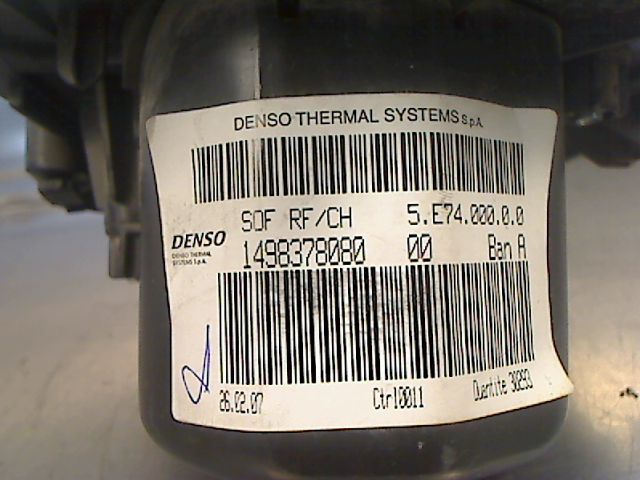 DENSO THERMAL SYSTEMS S.p.A.
SOF RF/CH 5.E74.000.0.0
DENSO 1498378080 00 Ban A
DENSO THERMAL
SYSTEMS S.p.A.
26.02.07 Ctrl0011 Quantite 30293